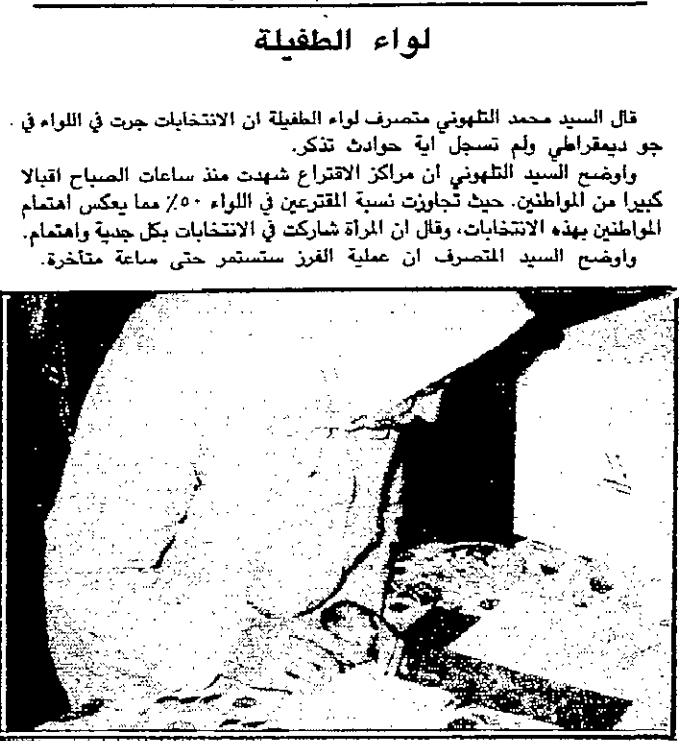 لواء الطفيلة
قال السيد محمد التلهوني متصرف لواء الطفيلة ان الانتخابات جرت في اللواء في
جو ديمقراطي ولم تسجل اية حوادث تذكر.
واوضح السيد التلهوني ان مراكز الاقتراع شهدت منذ ساعات الصباح اقبالا
كبيرا من المواطنين. حيث تجاوزت نسبة المقترعين في اللواء ٥٠٪ مما يعكس اهتمام
المواطنين بهذه الانتخابات، وقال ان المرأة شاركت في الانتخابات بكل جدية واهتمام.
واوضح السيد المتصرف ان عملية الفرز ستستمر حتى ساعة متأخرة.